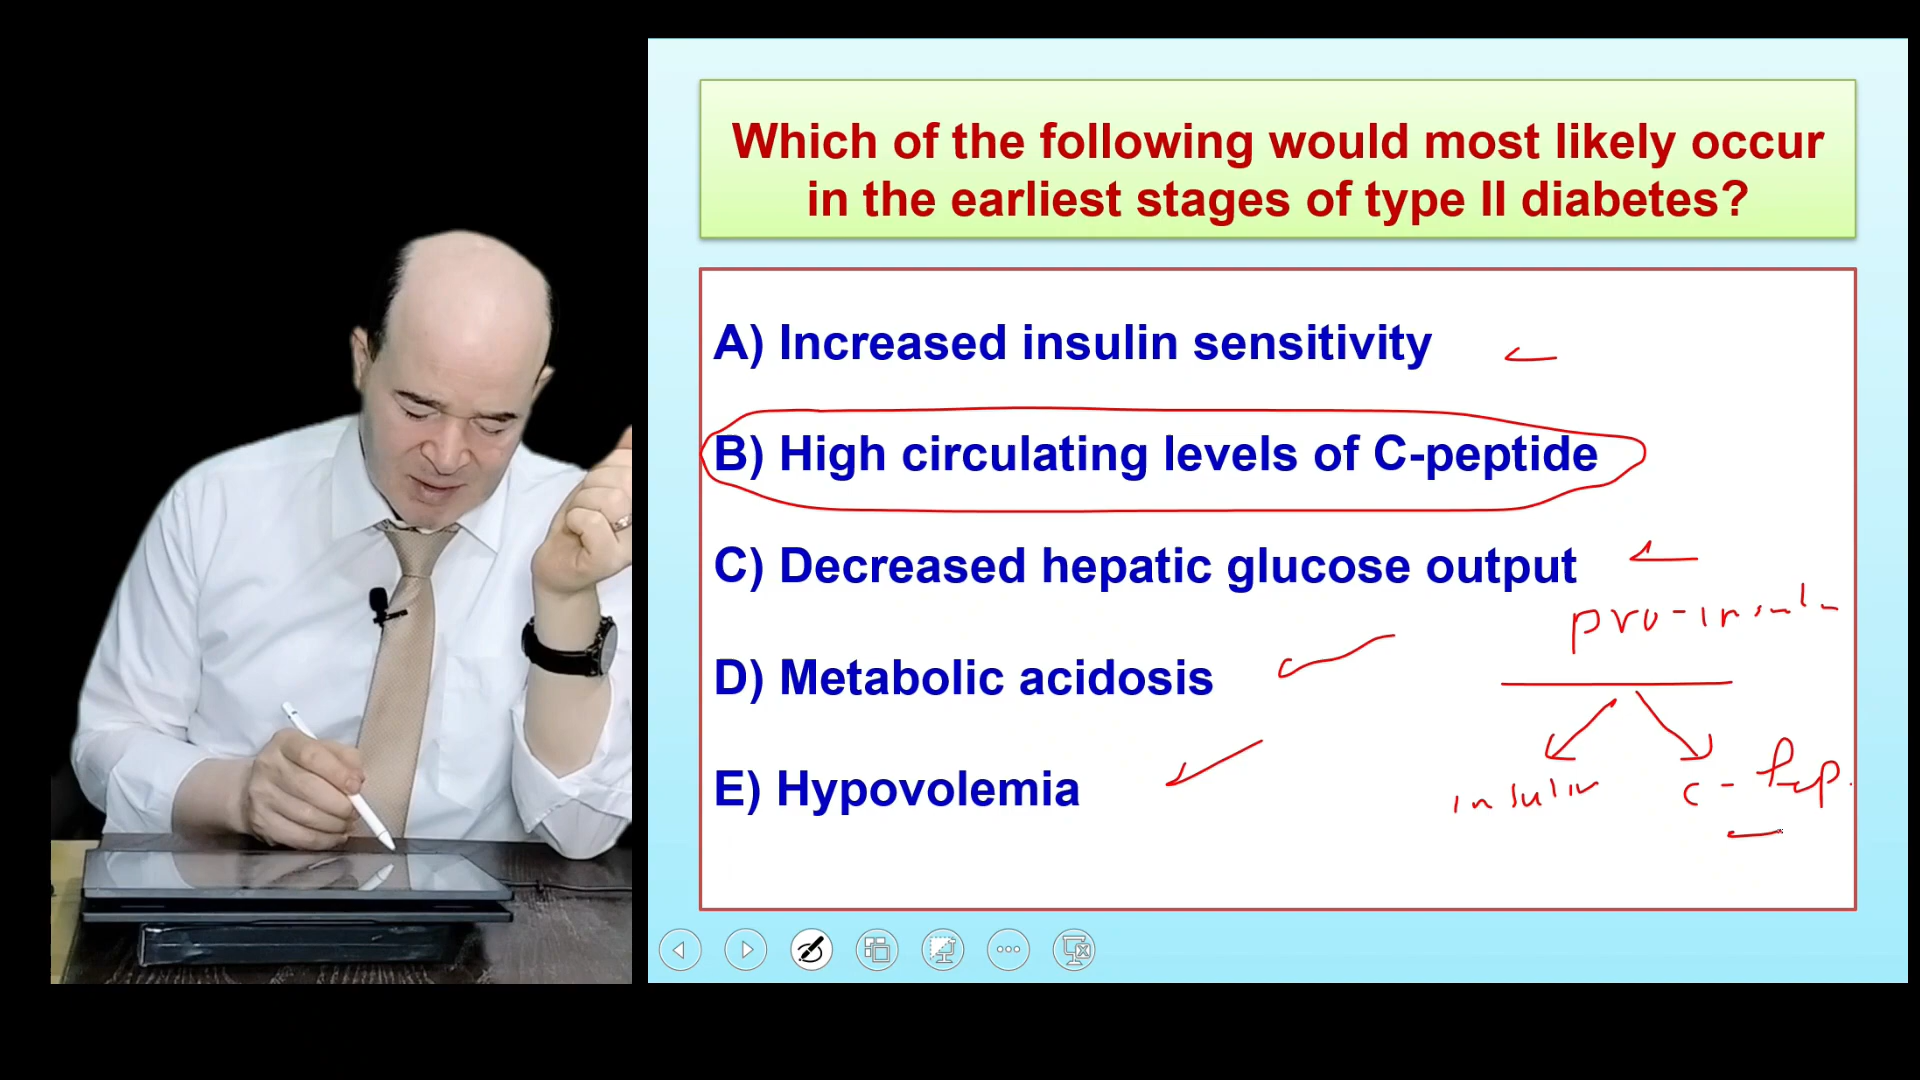 Which of the following would most likely occur
in the earliest stages of type II diabetes?
A) Increased insulin sensitivity
B) High circulating levels of C-peptide
C) Decreased hepatic glucose output
pro-insulin
D) Metabolic acidosis
E) Hypovolemia
insulin
c - Pep.